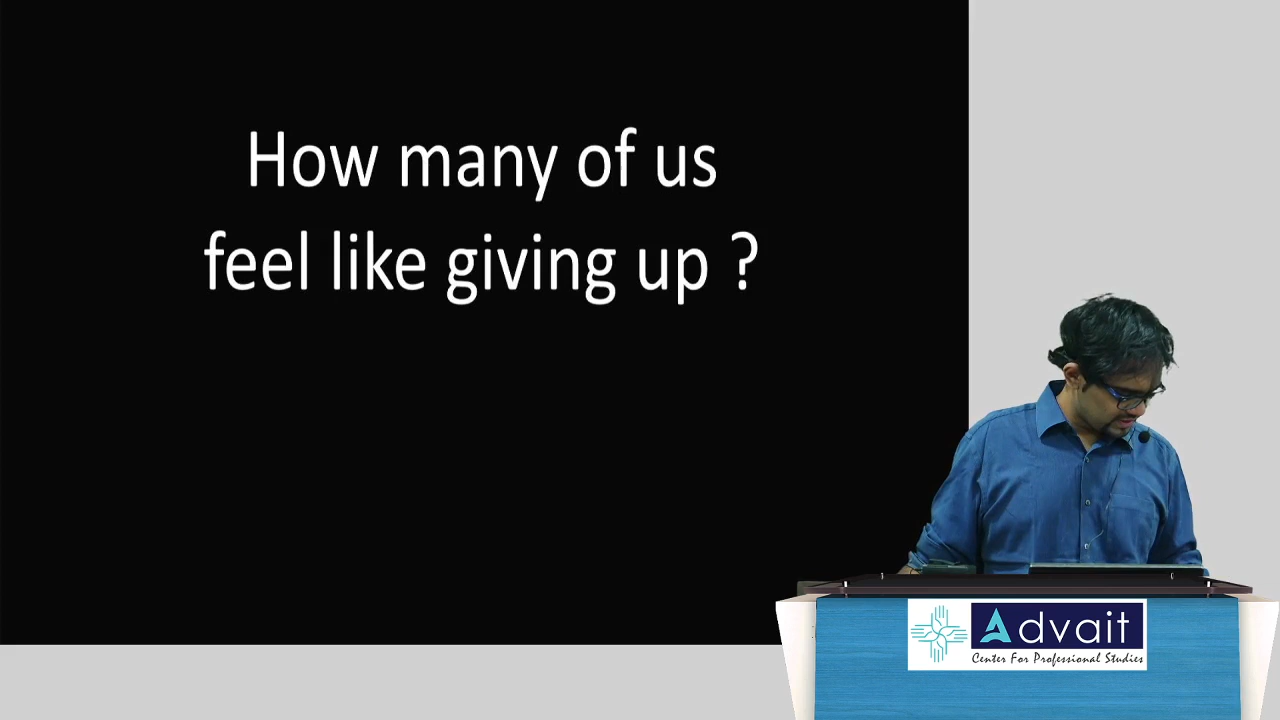 How many of us
feel like giving up ?
Advait
Center For Professional Studies